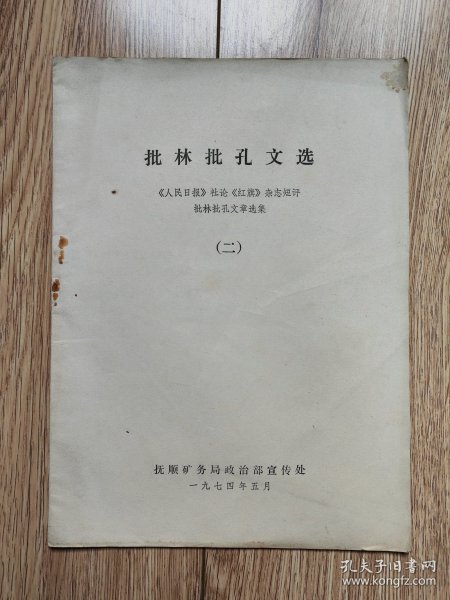 批林批孔文选
《人民日报》社论《红旗》杂志短评
批林批孔文章选集
(二)
抚顺矿务局政治部宣传处
一九七四年五月
孔夫子旧书网
www.kongfz.com